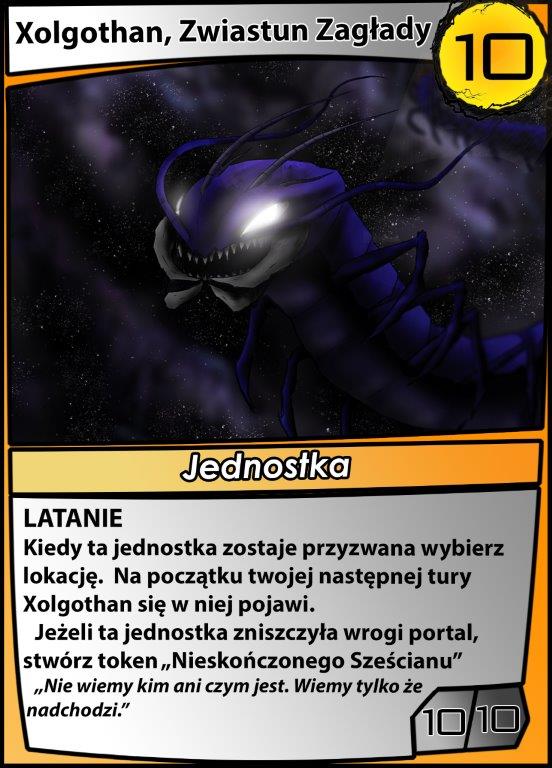 Xolgothan, Zwiastun Zagłady
10
Jednostka
LATANIE
Kiedy ta jednostka zostaje przyzwana wybierz
lokację. Na początku twojej następnej tury
Xolgothan się w niej pojawi.
Jeżeli ta jednostka zniszczyła wrogi portal,
stwórz token „Nieskończonego Sześcianu”
„Nie wiemy kim ani czym jest. Wiemy tylko że
nadchodzi.”
10/10